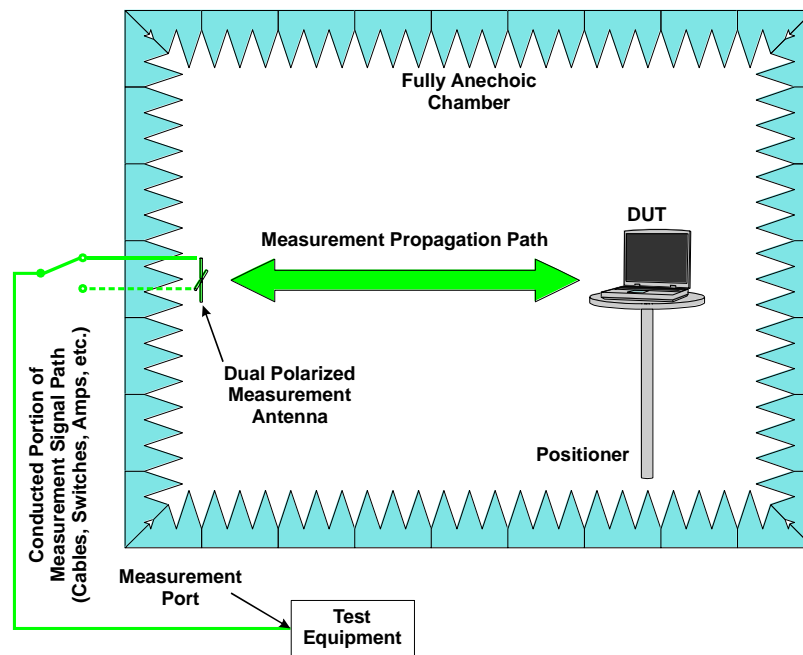 Fully Anechoic
Chamber
DUT
Measurement Propagation Path
Dual Polarized
Measurement
Antenna
Conducted Portion of
Measurement Signal Path
(Cables, Switches, Amps, etc.)
Positioner
Measurement
Port
Test
Equipment